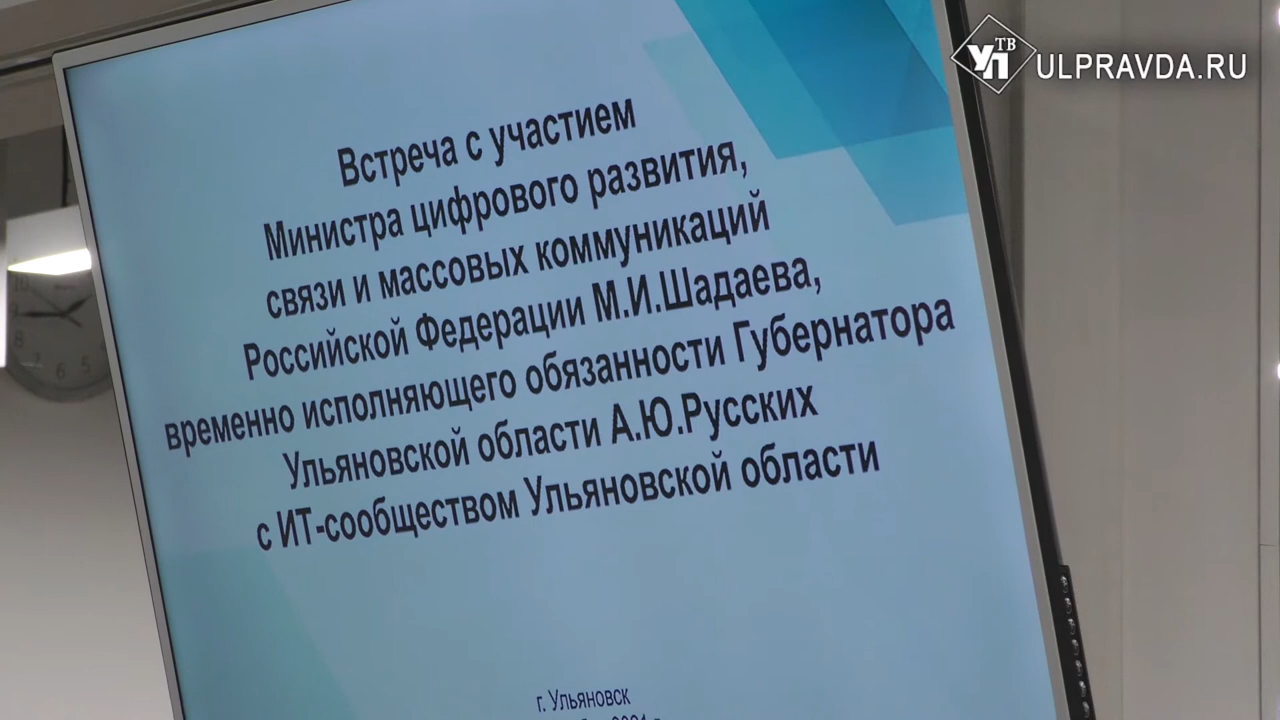 ТВ
УП
ULPRAVDA.RU
Встреча с участием
Министра цифрового развития,
связи и массовых коммуникаций
Российской Федерации М.И.Шадаева,
временно исполняющего обязанности Губернатора
Ульяновской области А.Ю.Русских
с ИТ-сообществом Ульяновской области
г. Ульяновск